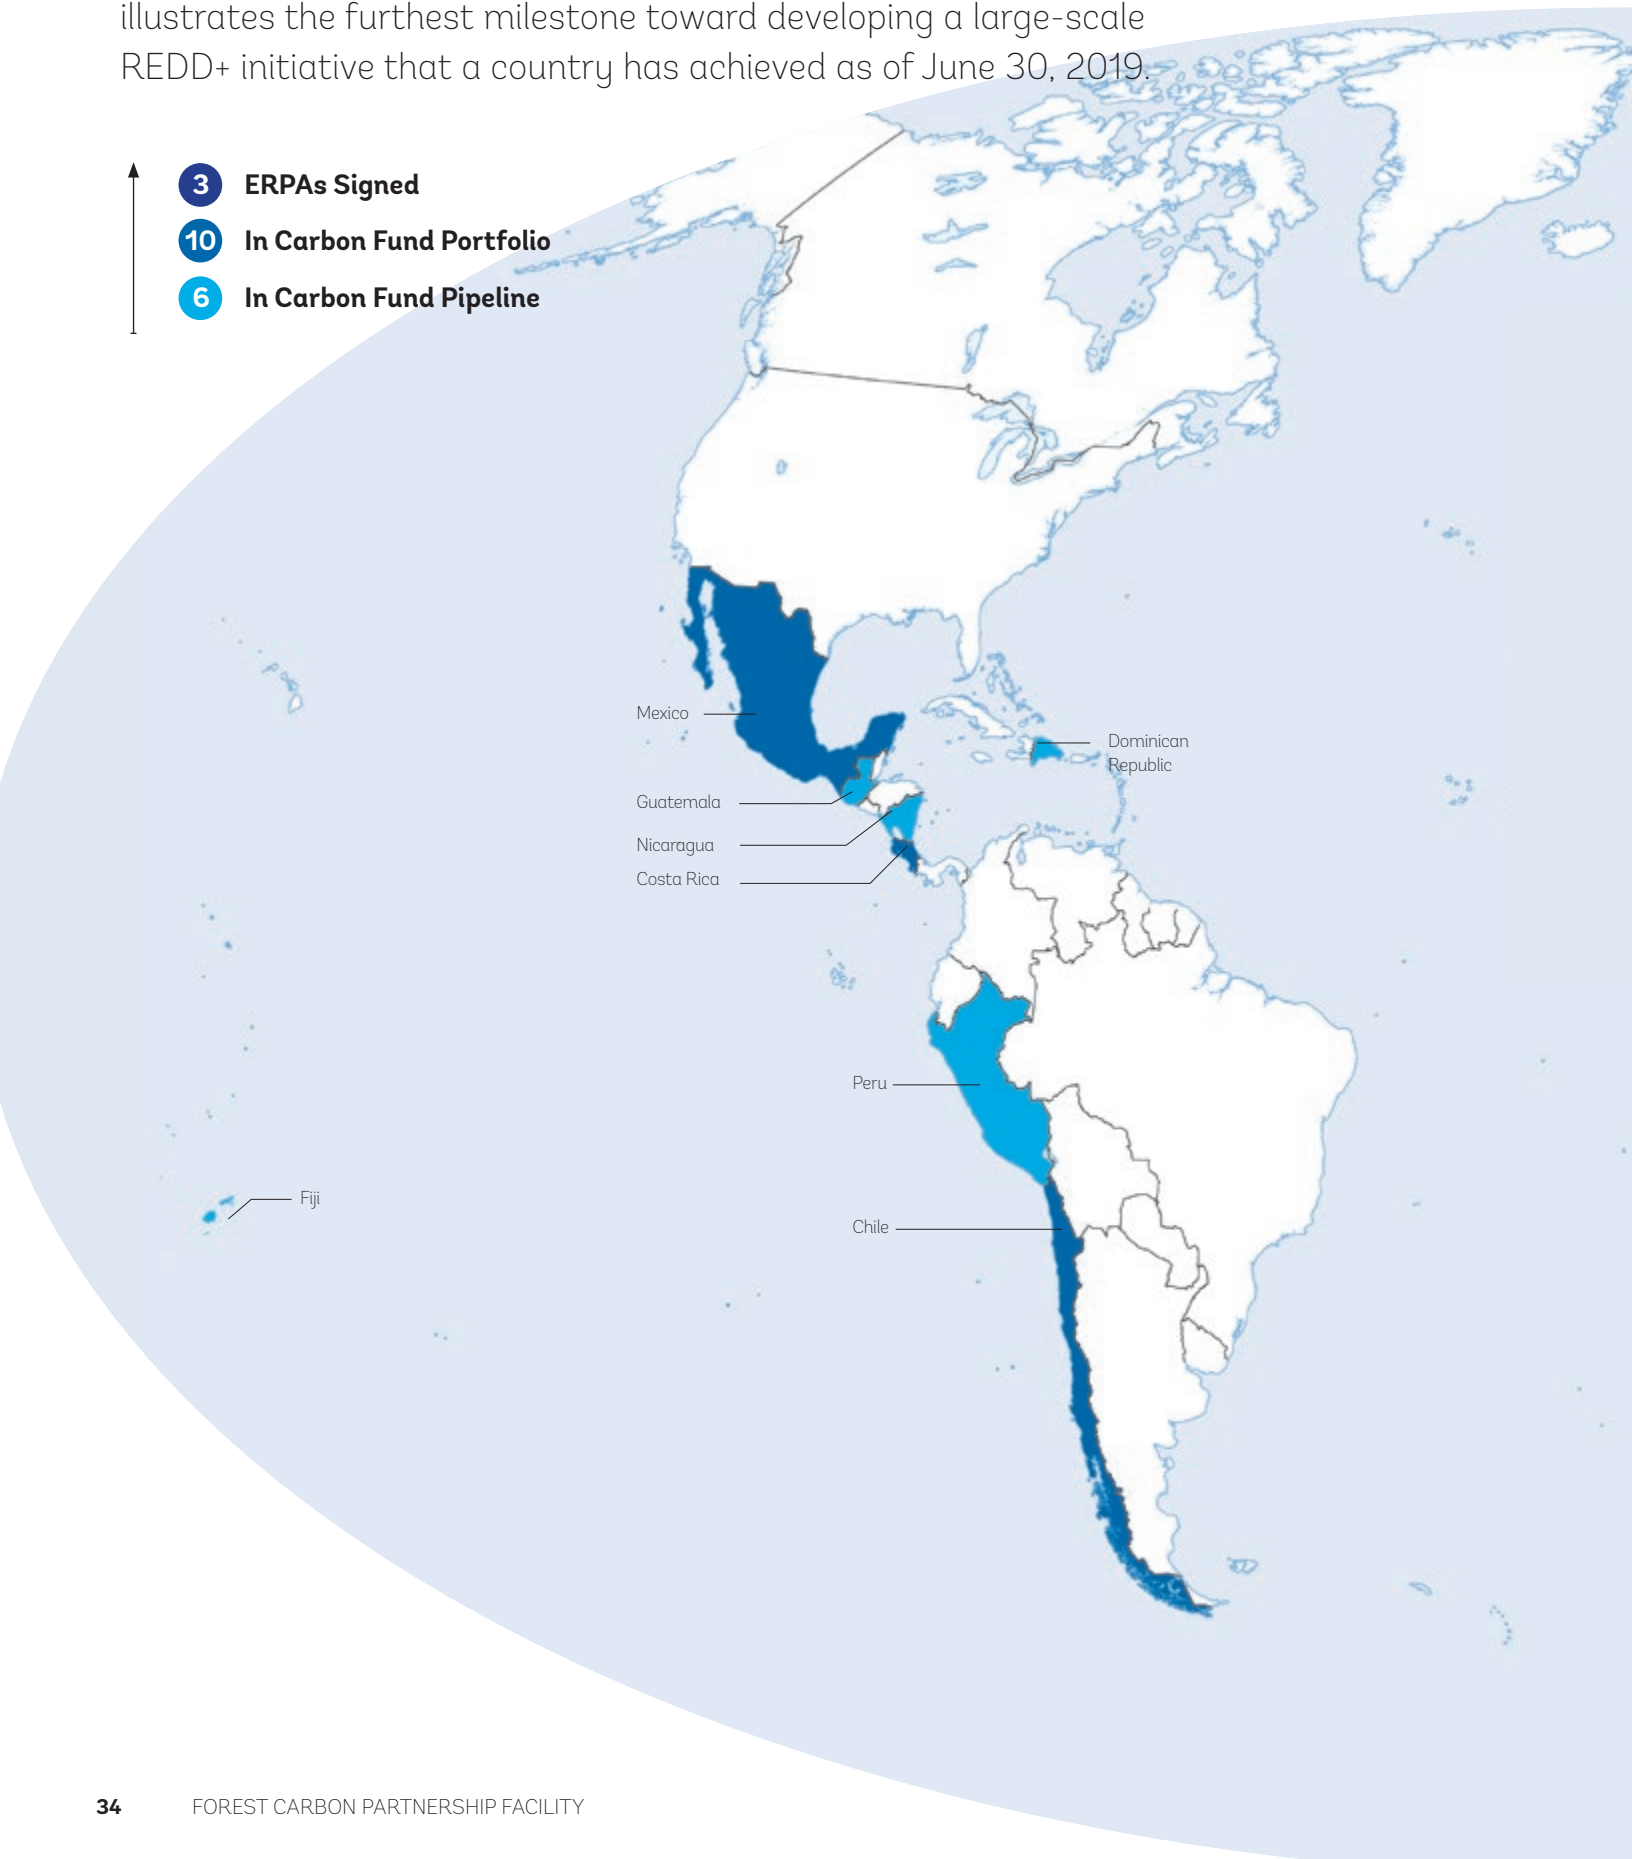 illustrates the furthest milestone toward developing a large-scale
REDD+ initiative that a country has achieved as of June 30, 2019.
3 ERPAs Signed
10 In Carbon Fund Portfolio
6 In Carbon Fund Pipeline
Mexico
Dominican
Republic
Guatemala
Nicaragua
Costa Rica
Peru
Fiji
Chile
34 FOREST CARBON PARTNERSHIP FACILITY